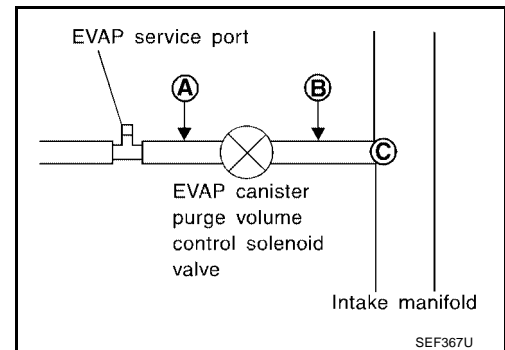 EVAP service port
A
B
C
EVAP canister
purge volume
control solenoid
valve
Intake manifold
SEF367U